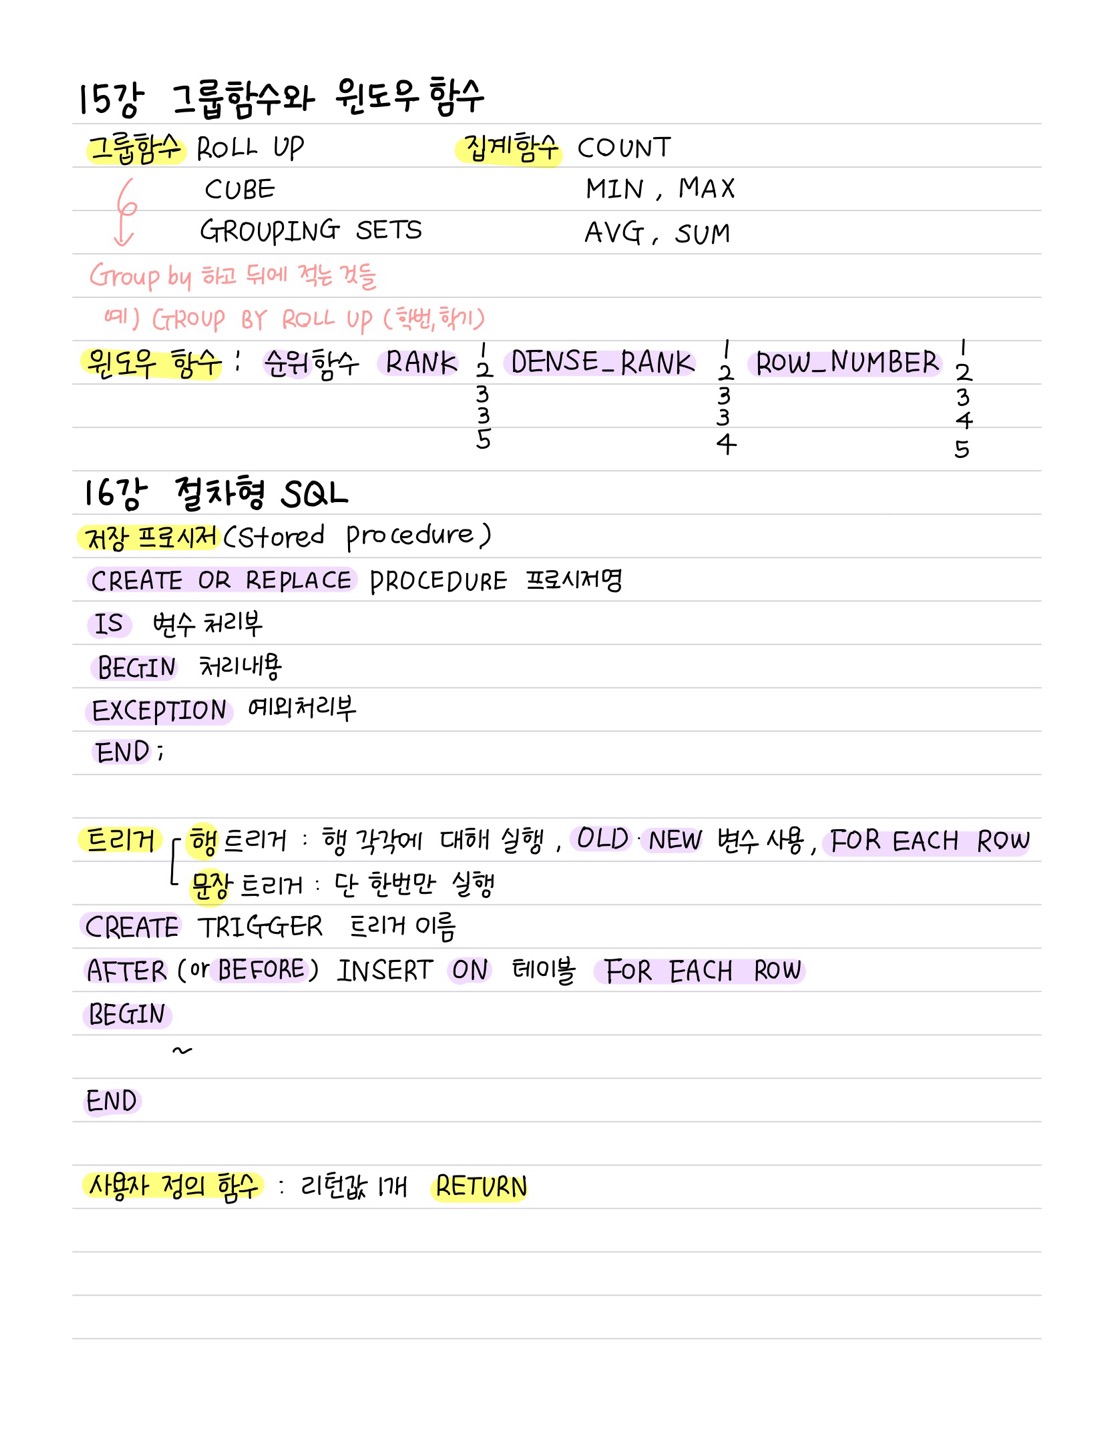 15강 그룹함수와 윈도우 함수
그룹함수 ROLL UP 집계함수 COUNT
CUBE MIN, MAX
GROUPING SETS AVG, SUM
Group by 하고 뒤에 적는 것들
예) GROUP BY ROLL UP (학번, 학기)
윈도우 함수 : 순위함수 RANK 1 DENSE_RANK 1 ROW_NUMBER 1
2 2 2
3 3 3
3 3 4
5 4 5
16강 절차형 SQL
저장 프로시저 (Stored procedure)
CREATE OR REPLACE PROCEDURE 프로시저명
IS 변수 처리부
BEGIN 처리내용
EXCEPTION 예외처리부
END ;
트리거 행 트리거 : 행 각각에 대해 실행, OLD · NEW 변수 사용, FOR EACH ROW
문장 트리거 : 단 한번만 실행
CREATE TRIGGER 트리거 이름
AFTER (or BEFORE) INSERT ON 테이블 FOR EACH ROW
BEGIN
~
END
사용자 정의 함수 : 리턴값 1개 RETURN